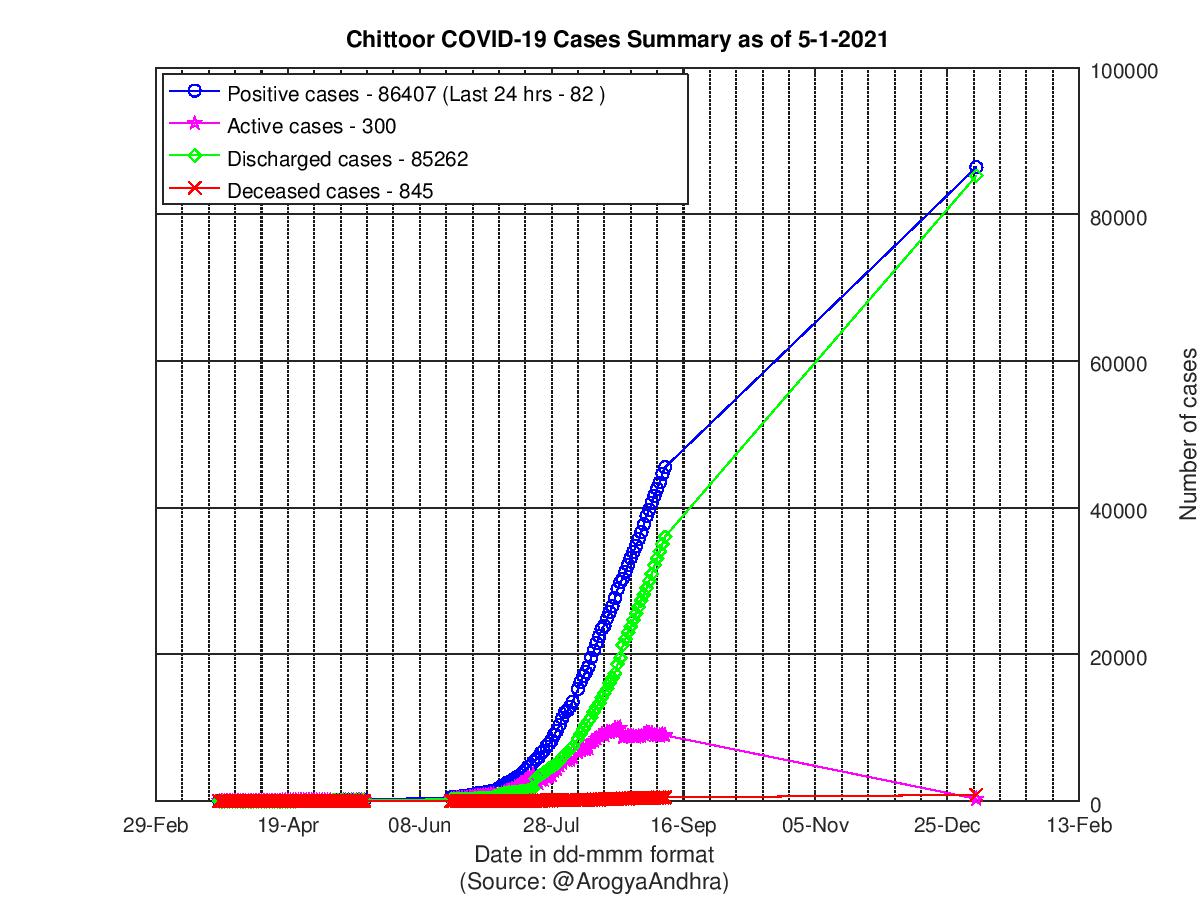 Chittoor COVID-19 Cases Summary as of 5-1-2021
Positive cases - 86407 (Last 24 hrs - 82 )
Active cases - 300
Discharged cases - 85262
Deceased cases - 845
100000
80000
60000
40000
20000
0
Number of cases
29-Feb 19-Apr 08-Jun 28-Jul 16-Sep 05-Nov 25-Dec 13-Feb
Date in dd-mmm format
(Source: @ArogyaAndhra)